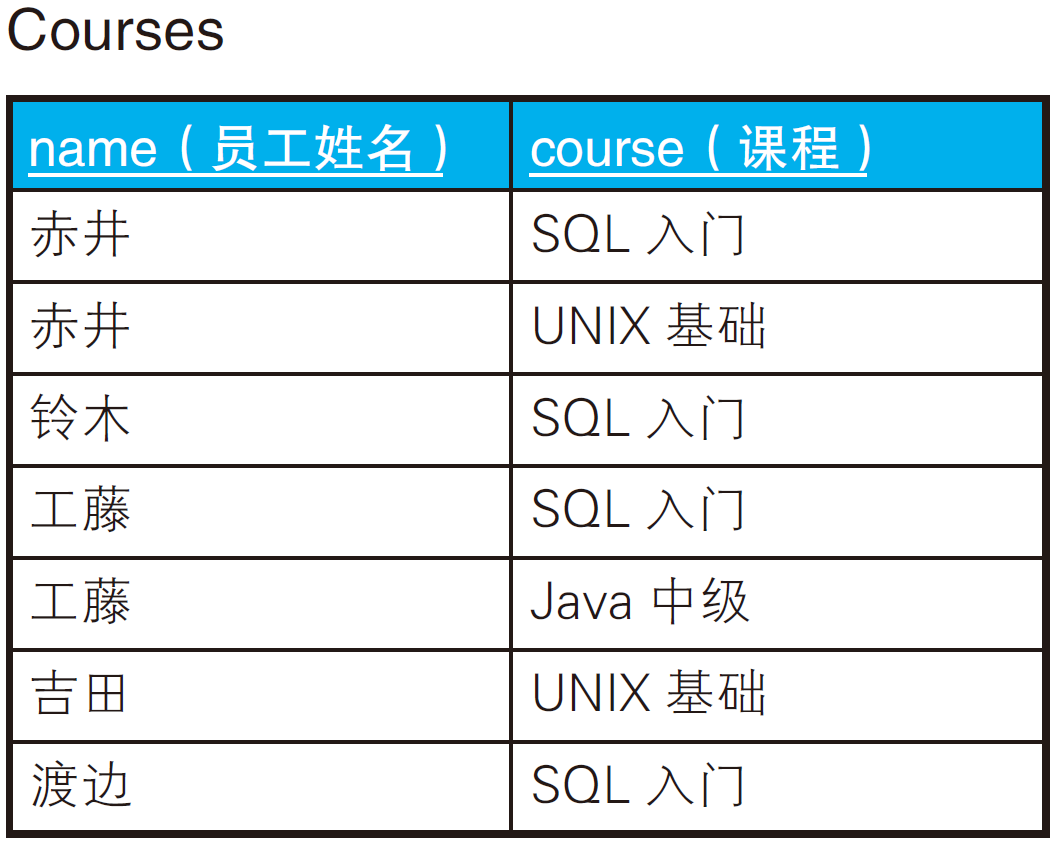 Courses
name（员工姓名） course（课程）
赤井 SQL 入门
赤井 UNIX 基础
铃木 SQL 入门
工藤 SQL 入门
工藤 Java 中级
吉田 UNIX 基础
渡边 SQL 入门